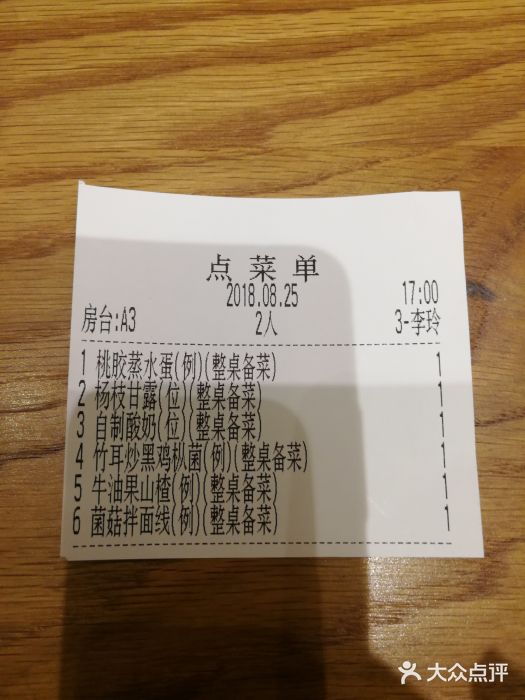 点菜单
2018.08.25 17:00
房台:A3 2人 3-李玲
1 桃胶蒸水蛋(例)(整桌备菜) 1
2 杨枝甘露(位)(整桌备菜) 1
3 自制酸奶(位)(整桌备菜) 1
4 竹耳炒黑鸡枞菌(例)(整桌备菜) 1
5 牛油果山楂(例)(整桌备菜) 1
6 菌菇拌面线(例)(整桌备菜) 1
大众点评